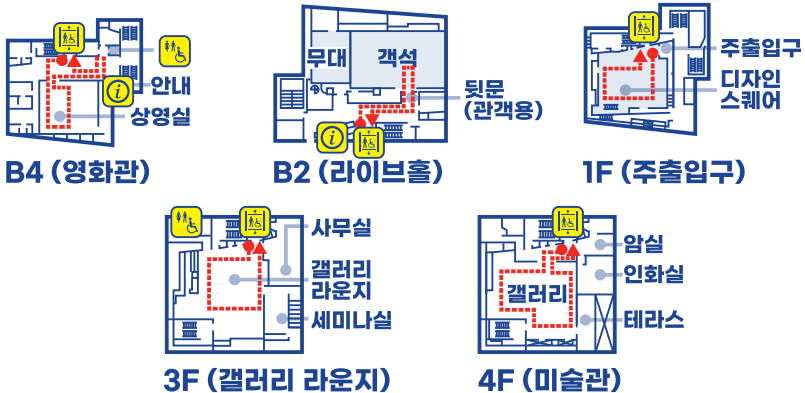 안내
상영실
B4 (영화관)
무대
객석
뒷문
(관객용)
B2 (라이브홀)
주출입구
디자인
스퀘어
1F (주출입구)
사무실
갤러리
라운지
세미나실
3F (갤러리 라운지)
암실
인화실
갤러리
테라스
4F (미술관)